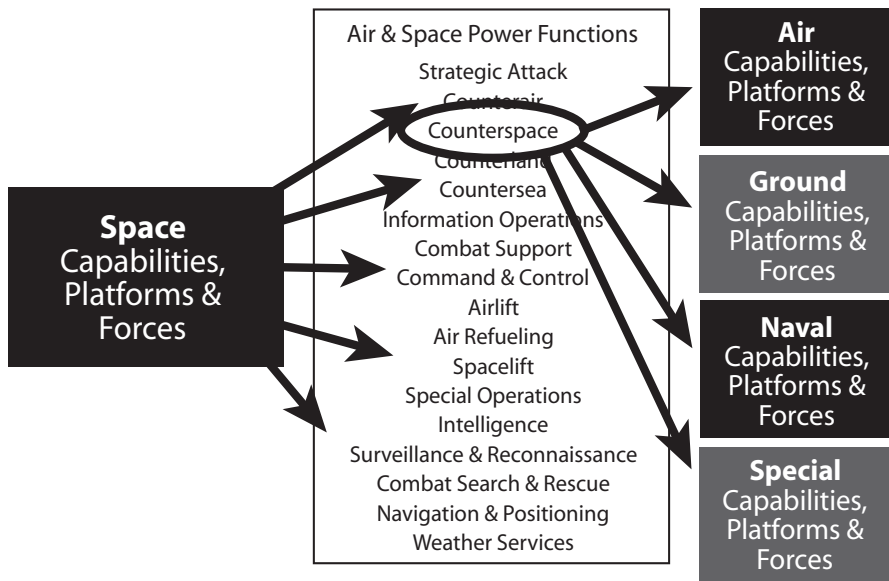 Space
Capabilities,
Platforms &
Forces
Air & Space Power Functions
Strategic Attack
Counterair
Counterspace
Counterland
Countersea
Information Operations
Combat Support
Command & Control
Airlift
Air Refueling
Spacelift
Special Operations
Intelligence
Surveillance & Reconnaissance
Combat Search & Rescue
Navigation & Positioning
Weather Services
Air
Capabilities,
Platforms &
Forces
Ground
Capabilities,
Platforms &
Forces
Naval
Capabilities,
Platforms &
Forces
Special
Capabilities,
Platforms &
Forces